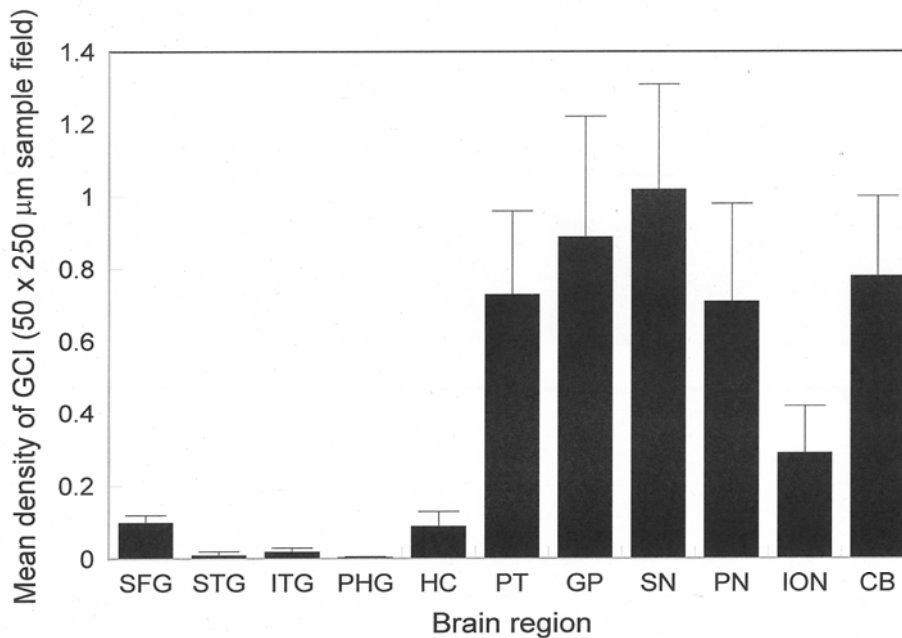 Mean density of GCI (50 x 250 μm sample field)
1.4
1.2
1
0.8
0.6
0.4
0.2
0
SFG STG ITG PHG HC PT GP SN PN ION CB
Brain region